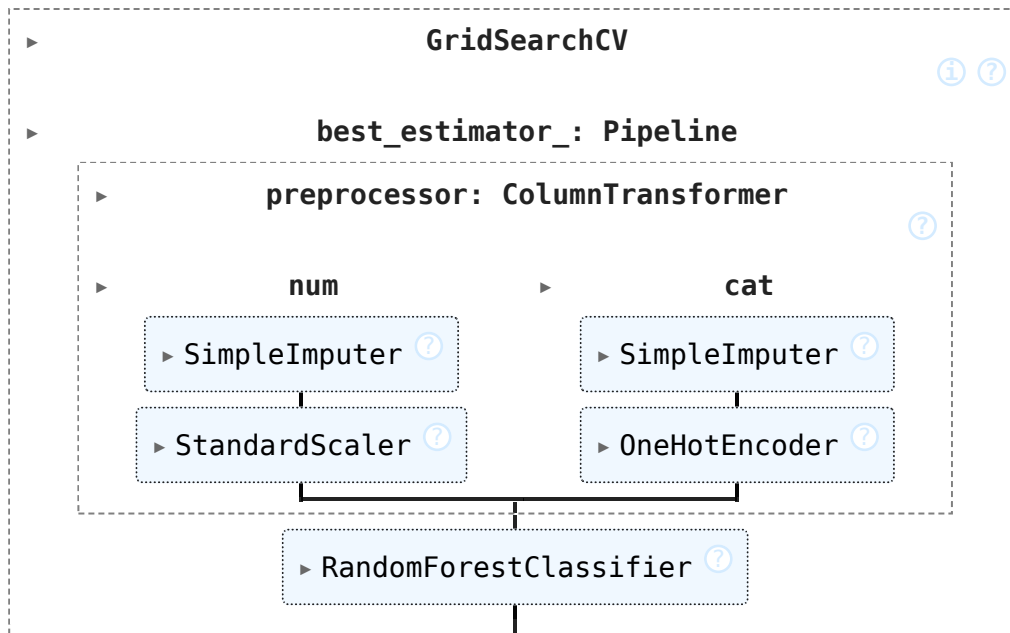 ▸ GridSearchCV
i ?
▸ best_estimator_: Pipeline
▸ preprocessor: ColumnTransformer
?
▸ num ▸ cat
▸ SimpleImputer ? ▸ SimpleImputer ?
▸ StandardScaler ? ▸ OneHotEncoder ?
▸ RandomForestClassifier ?